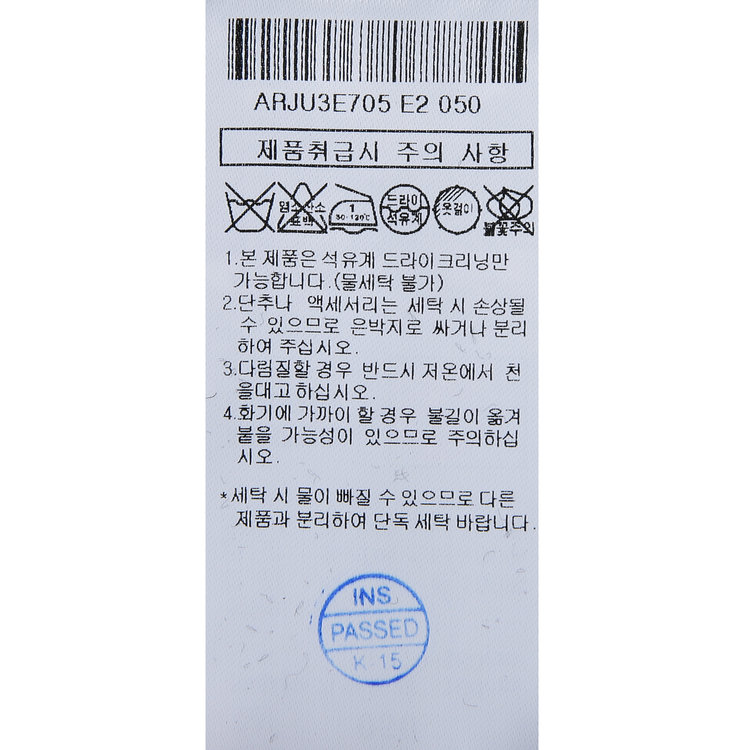 ARJU3E705 E2 050
제품취급시 주의 사항
염소산소
표백
1
80-120℃
드라이
석유계
옷걸이
불꽃주의
1.본 제품은 석유계 드라이크리닝만
가능합니다.(물세탁 불가)
2.단추나 액세서리는 세탁 시 손상될
수 있으므로 은박지로 싸거나 분리
하여 주십시오.
3.다림질할 경우 반드시 저온에서 천
을대고 하십시오.
4.화기에 가까이 할 경우 불길이 옮겨
붙을 가능성이 있으므로 주의하십
시오.
*세탁 시 물이 빠질 수 있으므로 다른
제품과 분리하여 단독 세탁 바랍니다.
INS
PASSED
K 15